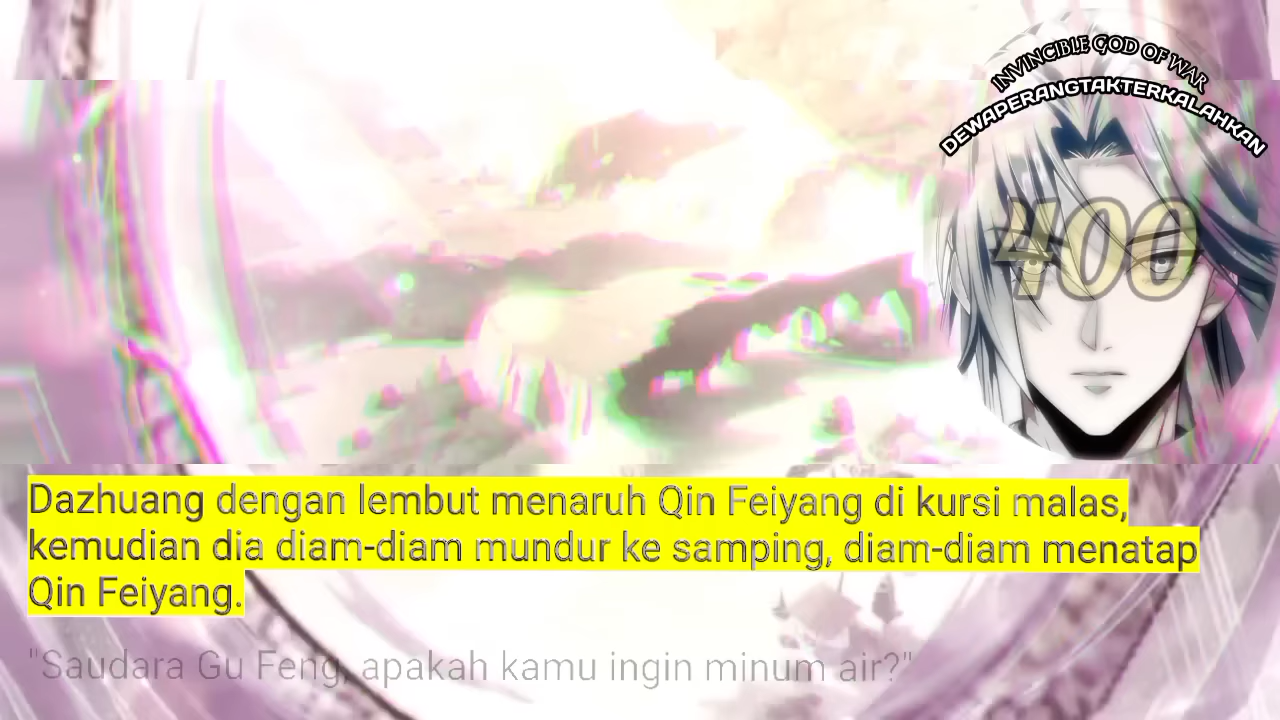 INVINCIBLE GOD OF WAR
DEWAPERANGTAKTERKALAHKAN
400
Dazhuang dengan lembut menaruh Qin Feiyang di kursi malas,
kemudian dia diam-diam mundur ke samping, diam-diam menatap
Qin Feiyang.
"Saudara Gu Feng, apakah kamu ingin minum air?"